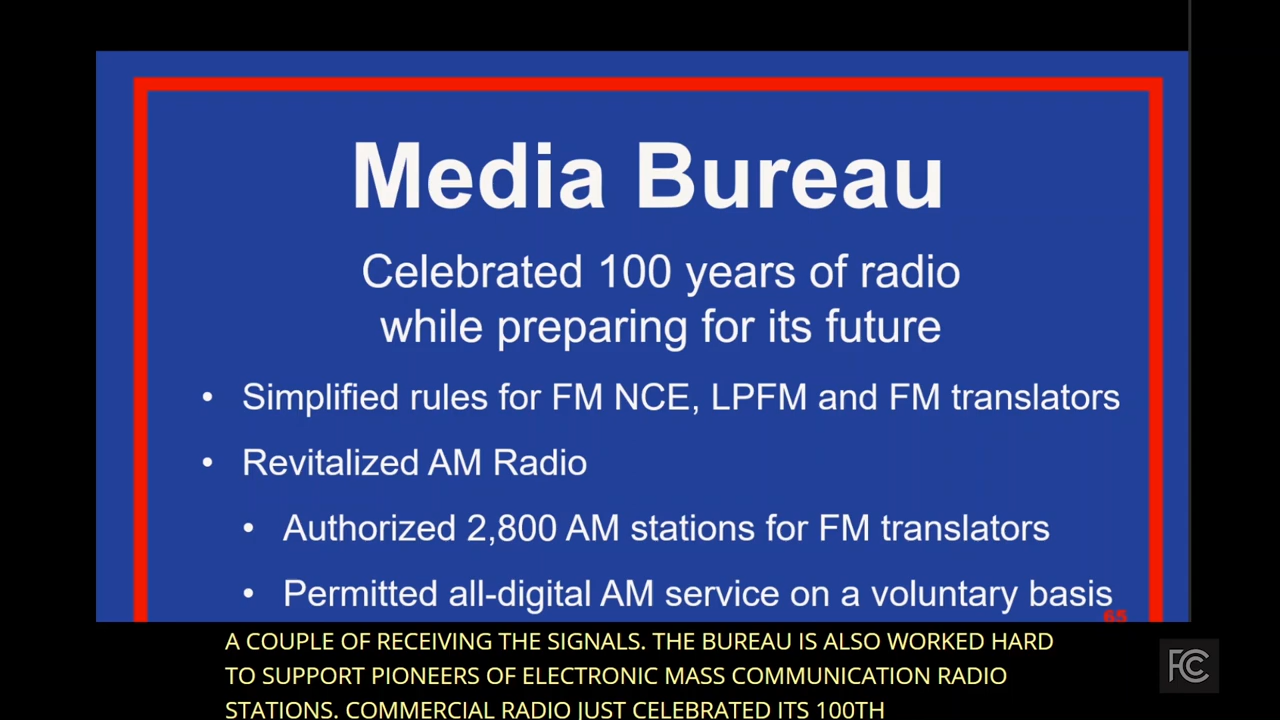 Media Bureau
Celebrated 100 years of radio
while preparing for its future
• Simplified rules for FM NCE, LPFM and FM translators
• Revitalized AM Radio
• Authorized 2,800 AM stations for FM translators
• Permitted all-digital AM service on a voluntary basis
65
A COUPLE OF RECEIVING THE SIGNALS. THE BUREAU IS ALSO WORKED HARD
TO SUPPORT PIONEERS OF ELECTRONIC MASS COMMUNICATION RADIO
STATIONS. COMMERCIAL RADIO JUST CELEBRATED ITS 100TH
FCC